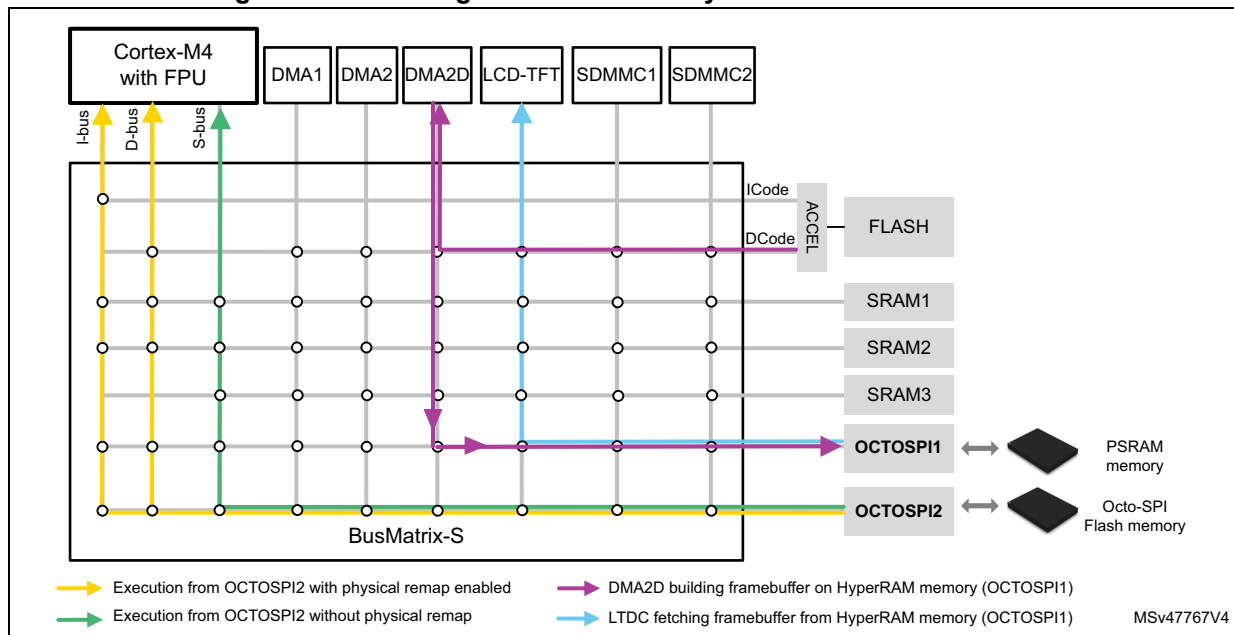 Cortex-M4
with FPU
DMA1
DMA2
DMA2D
LCD-TFT
SDMMC1
SDMMC2
I-bus
D-bus
S-bus
ICode
DCode
ACCEL
FLASH
SRAM1
SRAM2
SRAM3
OCTOSPI1
PSRAM
memory
OCTOSPI2
Octo-SPI
Flash memory
BusMatrix-S
Execution from OCTOSPI2 with physical remap enabled
DMA2D building framebuffer on HyperRAM memory (OCTOSPI1)
Execution from OCTOSPI2 without physical remap
LTDC fetching framebuffer from HyperRAM memory (OCTOSPI1)
MSv47767V4